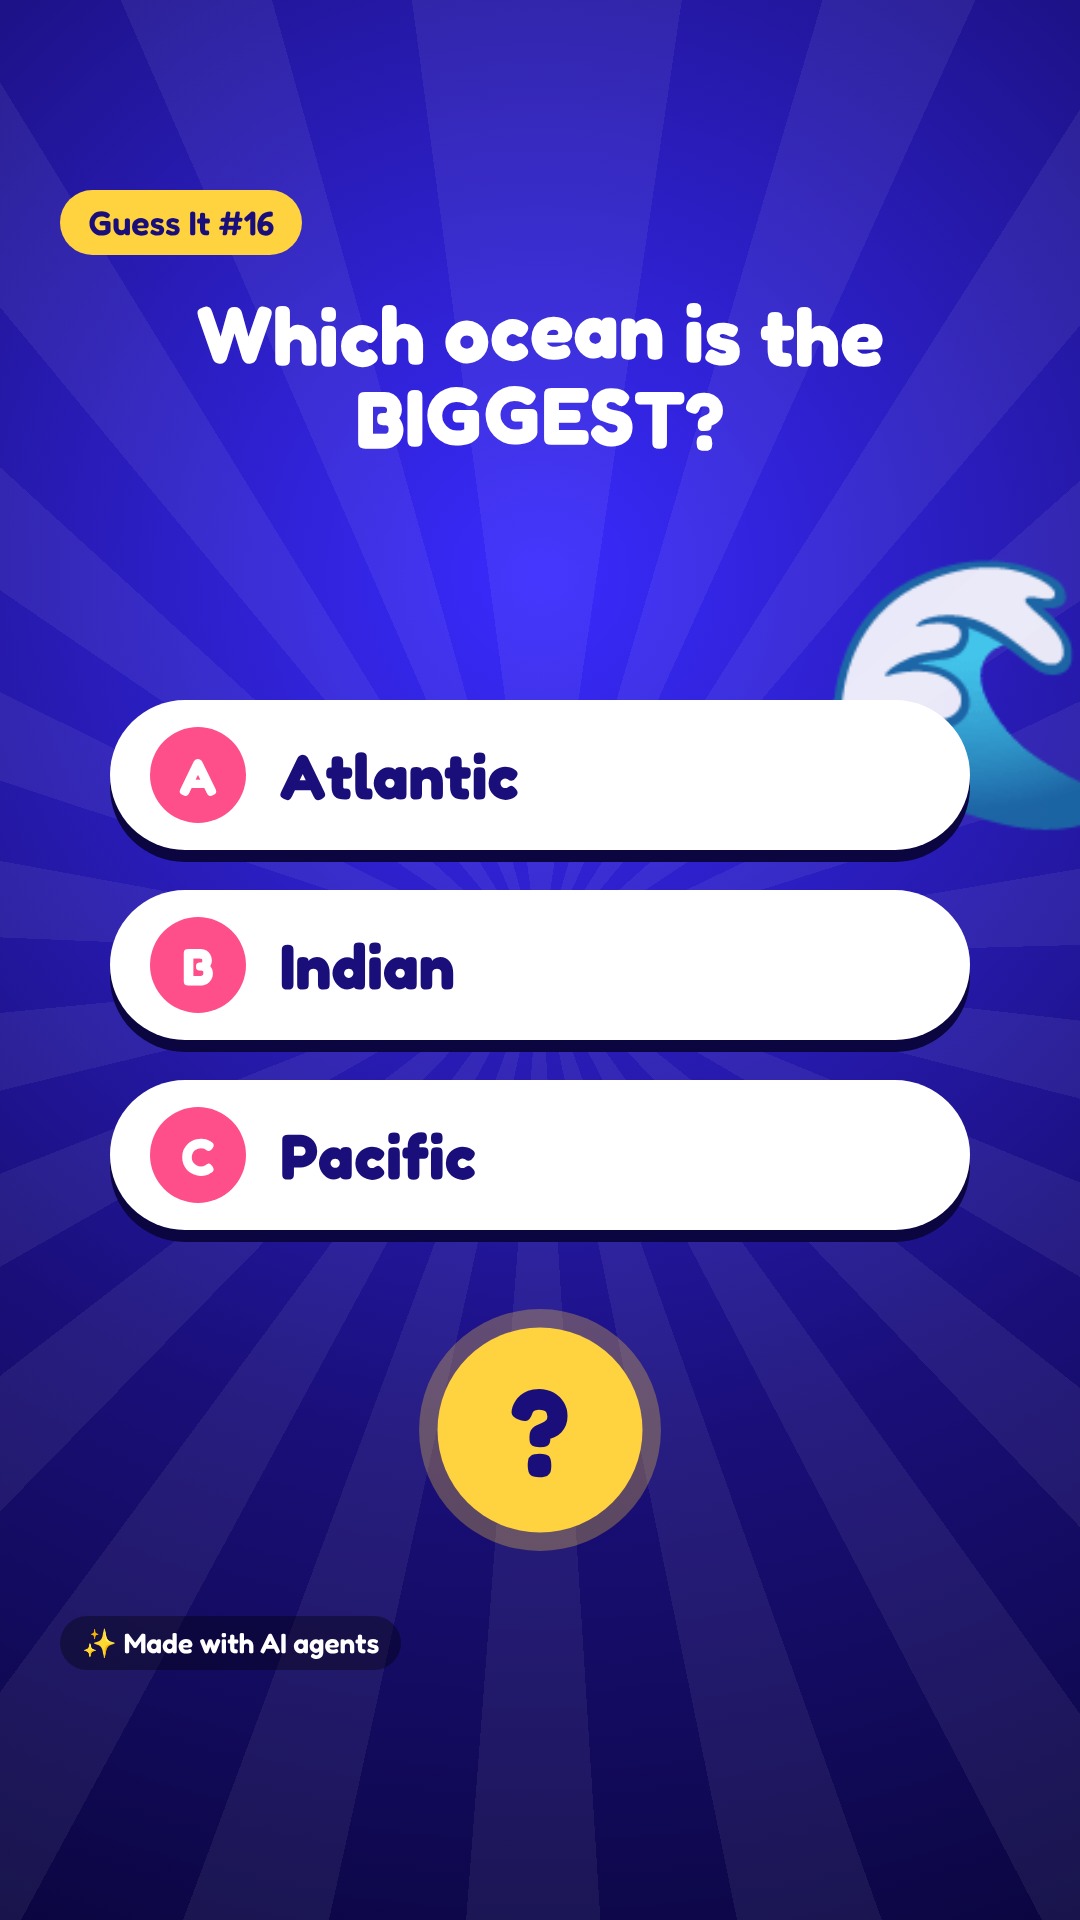 Guess It #16
Which ocean is the
BIGGEST?
A Atlantic
B Indian
C Pacific
?
✨ Made with AI agents